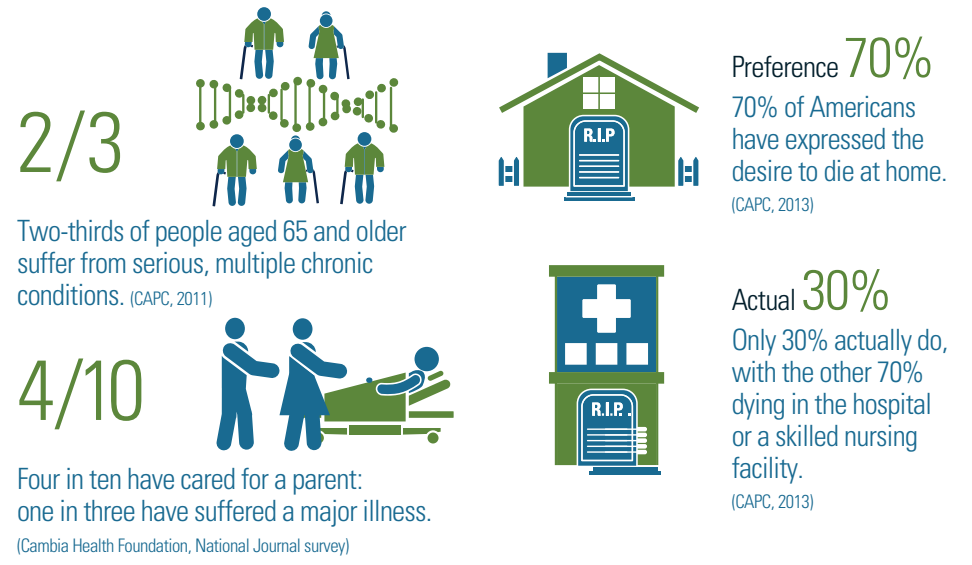 2/3
Two-thirds of people aged 65 and older
suffer from serious, multiple chronic
conditions. (CAPC, 2011)
4/10
Four in ten have cared for a parent:
one in three have suffered a major illness.
(Cambia Health Foundation, National Journal survey)
R.I.P
Preference 70%
70% of Americans
have expressed the
desire to die at home.
(CAPC, 2013)
R.I.P.
Actual 30%
Only 30% actually do,
with the other 70%
dying in the hospital
or a skilled nursing
facility.
(CAPC, 2013)